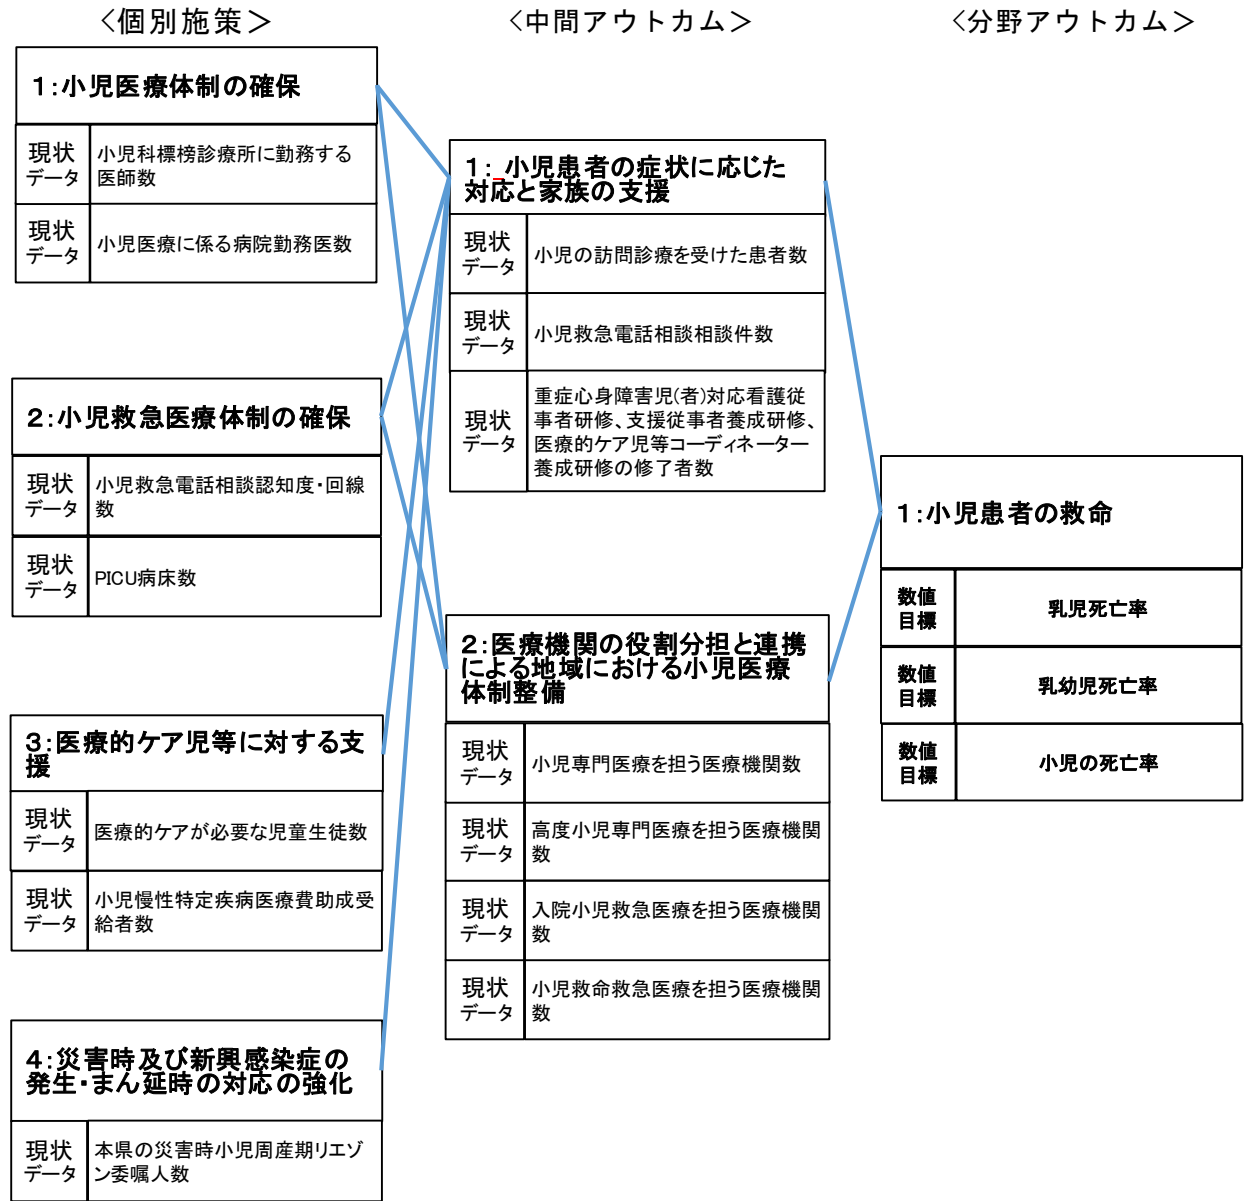 ＜個別施策＞
＜中間アウトカム＞
＜分野アウトカム＞
1：小児医療体制の確保
現状
データ
小児科標榜診療所に勤務する
医師数
現状
データ
小児医療に係る病院勤務医数
2：小児救急医療体制の確保
現状
データ
小児救急電話相談認知度・回線
数
現状
データ
PICU病床数
3：医療的ケア児等に対する支
援
現状
データ
医療的ケアが必要な児童生徒数
現状
データ
小児慢性特定疾病医療費助成受
給者数
4：災害時及び新興感染症の
発生・まん延時の対応の強化
現状
データ
本県の災害時小児周産期リエゾ
ン委嘱人数
1： 小児患者の症状に応じた
対応と家族の支援
現状
データ
小児の訪問診療を受けた患者数
現状
データ
小児救急電話相談相談件数
現状
データ
重症心身障害児(者)対応看護従
事者研修、支援従事者養成研修、
医療的ケア児等コーディネーター
養成研修の修了者数
2：医療機関の役割分担と連携
による地域における小児医療
体制整備
現状
データ
小児専門医療を担う医療機関数
現状
データ
高度小児専門医療を担う医療機関
数
現状
データ
入院小児救急医療を担う医療機関
数
現状
データ
小児救命救急医療を担う医療機関
数
1：小児患者の救命
数値
目標
乳児死亡率
数値
目標
乳幼児死亡率
数値
目標
小児の死亡率